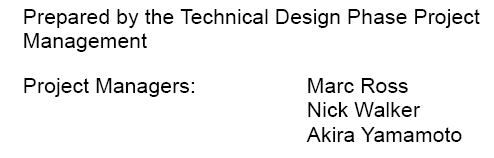 Prepared by the Technical Design Phase Project
Management
Project Managers: Marc Ross
Nick Walker
Akira Yamamoto